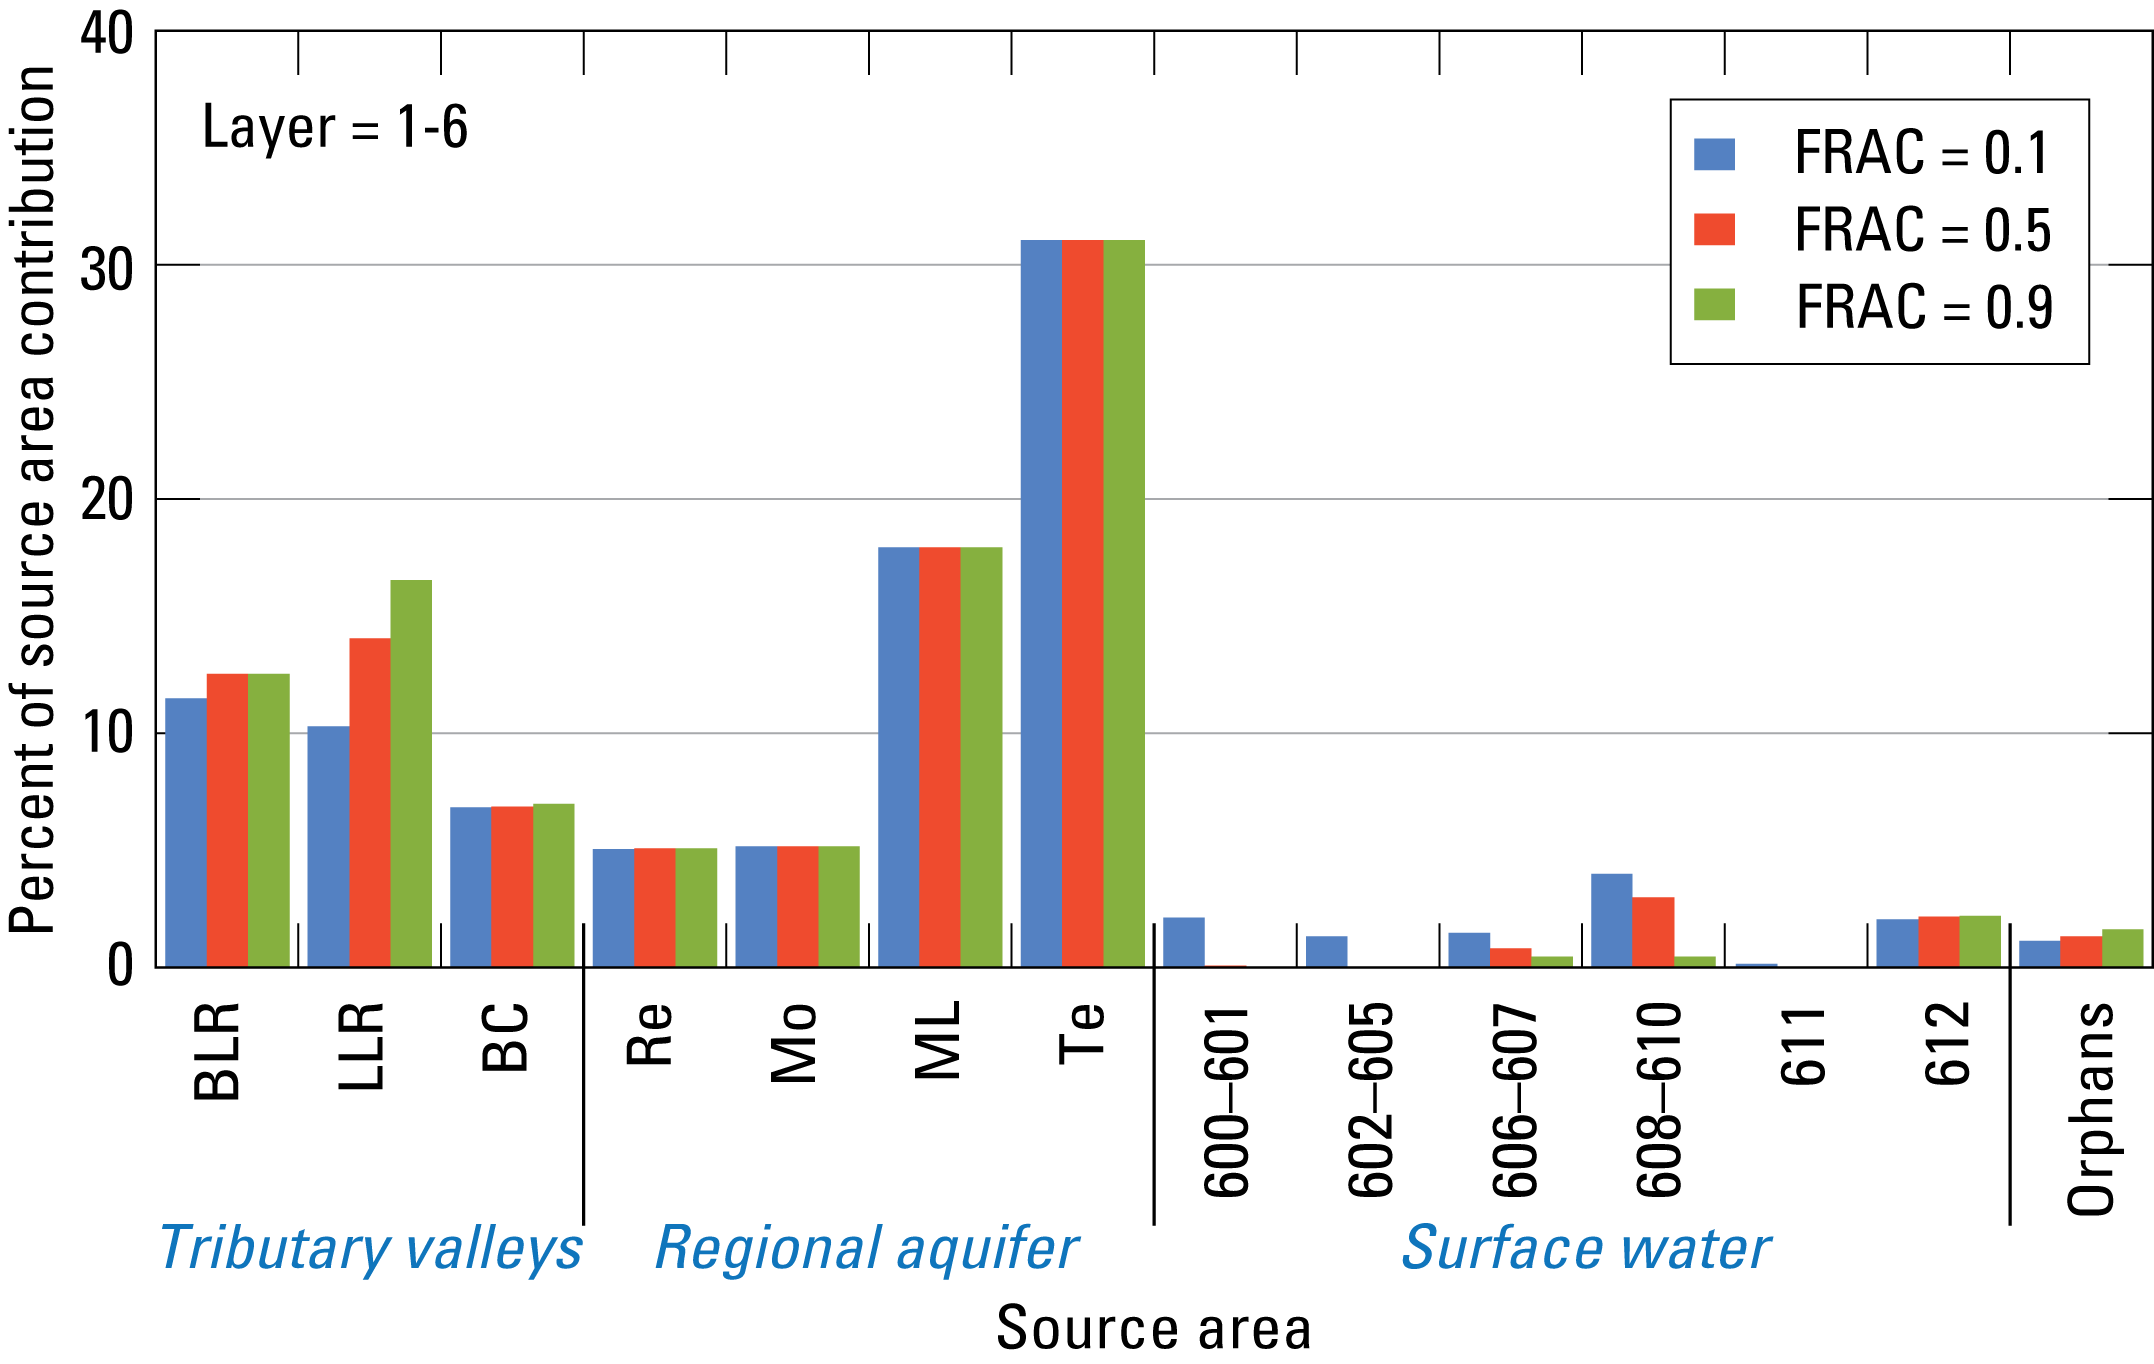 Percent of source area contribution
40
30
20
10
0
Layer = 1-6
FRAC = 0.1
FRAC = 0.5
FRAC = 0.9
BLR
LLR
BC
Re
Mo
ML
Te
600–601
602–605
606–607
608–610
611
612
Orphans
Tributary valleys
Regional aquifer
Surface water
Source area